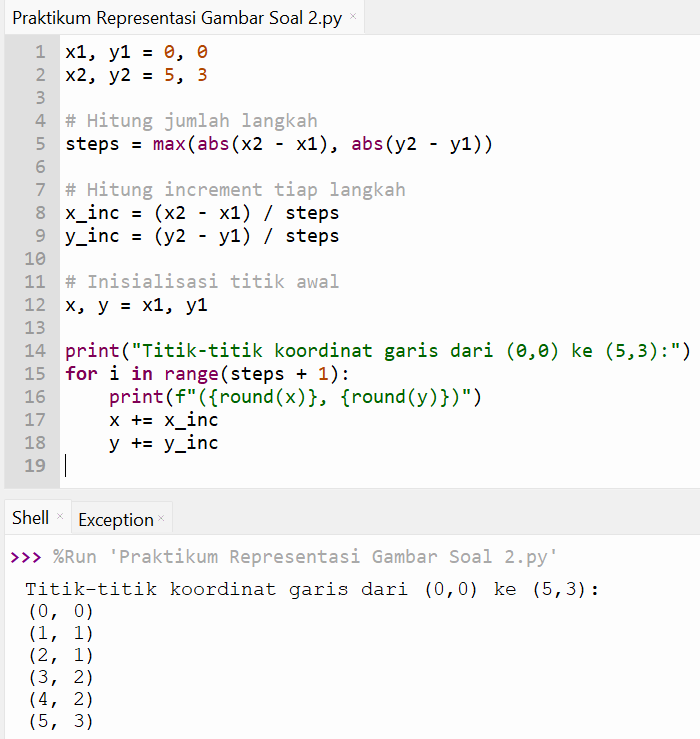 Praktikum Representasi Gambar Soal 2.py ×
1 x1, y1 = 0, 0
2 x2, y2 = 5, 3
3
4 # Hitung jumlah langkah
5 steps = max(abs(x2 - x1), abs(y2 - y1))
6
7 # Hitung increment tiap langkah
8 x_inc = (x2 - x1) / steps
9 y_inc = (y2 - y1) / steps
10
11 # Inisialisasi titik awal
12 x, y = x1, y1
13
14 print("Titik-titik koordinat garis dari (0,0) ke (5,3):")
15 for i in range(steps + 1):
16     print(f"({round(x)}, {round(y)})")
17     x += x_inc
18     y += y_inc
19
Shell × Exception ×
>>> %Run 'Praktikum Representasi Gambar Soal 2.py'
Titik-titik koordinat garis dari (0,0) ke (5,3):
(0, 0)
(1, 1)
(2, 1)
(3, 2)
(4, 2)
(5, 3)